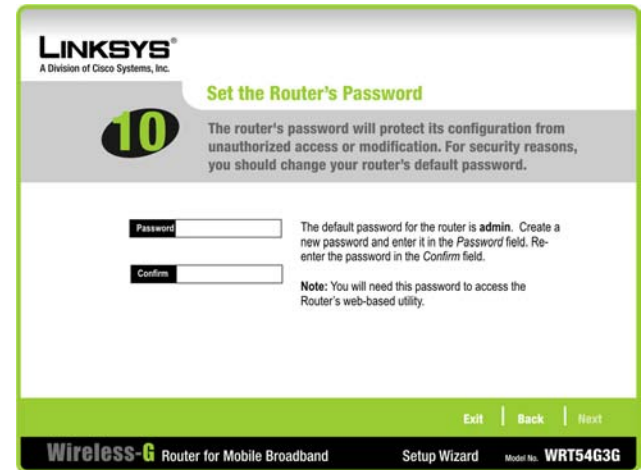 LINKSYS®
A Division of Cisco Systems, Inc.
Set the Router's Password
10
The router's password will protect its configuration from
unauthorized access or modification. For security reasons,
you should change your router's default password.
Password
The default password for the router is admin. Create a
new password and enter it in the Password field. Re-
enter the password in the Confirm field.
Confirm
Note: You will need this password to access the
Router's web-based utility.
Exit | Back | Next
Wireless-G Router for Mobile Broadband Setup Wizard Model No. WRT54G3G